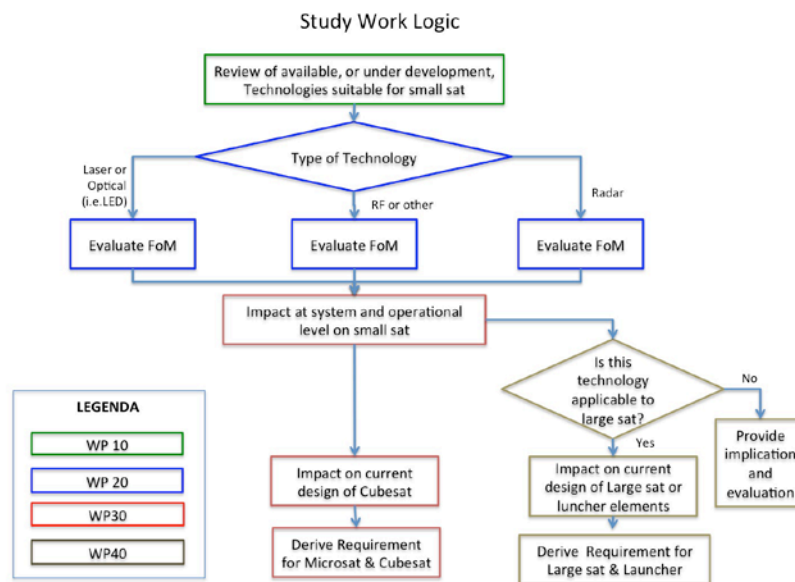 Study Work Logic
Review of available, or under development,
Technologies suitable for small sat
Type of Technology
Laser or
Optical
(i.e.LED)
RF or other
Radar
Evaluate FoM
Evaluate FoM
Evaluate FoM
Impact at system and operational
level on small sat
Is this
technology
applicable to
large sat?
No
Yes
Provide
implication
and
evaluation
LEGENDA
WP 10
WP 20
WP30
WP40
Impact on current
design of Cubesat
Impact on current
design of Large sat or
luncher elements
Derive Requirement
for Microsat & Cubesat
Derive Requirement for
Large sat & Launcher